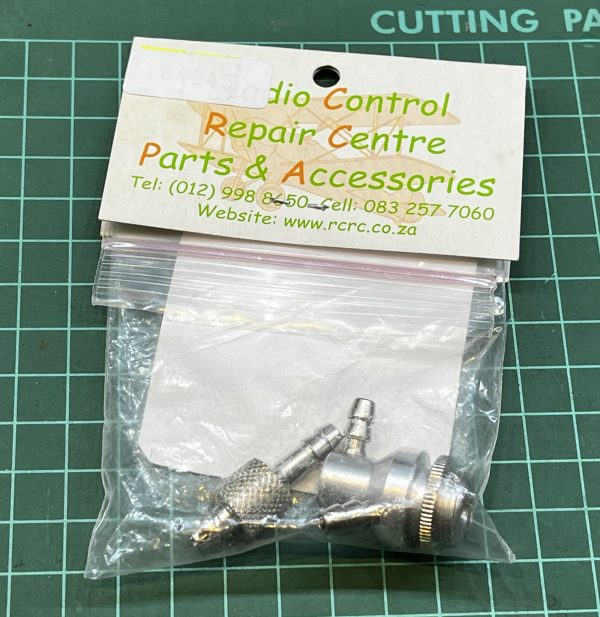 CUTTING
dio Control
Repair Centre
Parts & Accessories
Tel: (012) 998 Cell: 083 257 7060
Website: www.rcrc.co.za